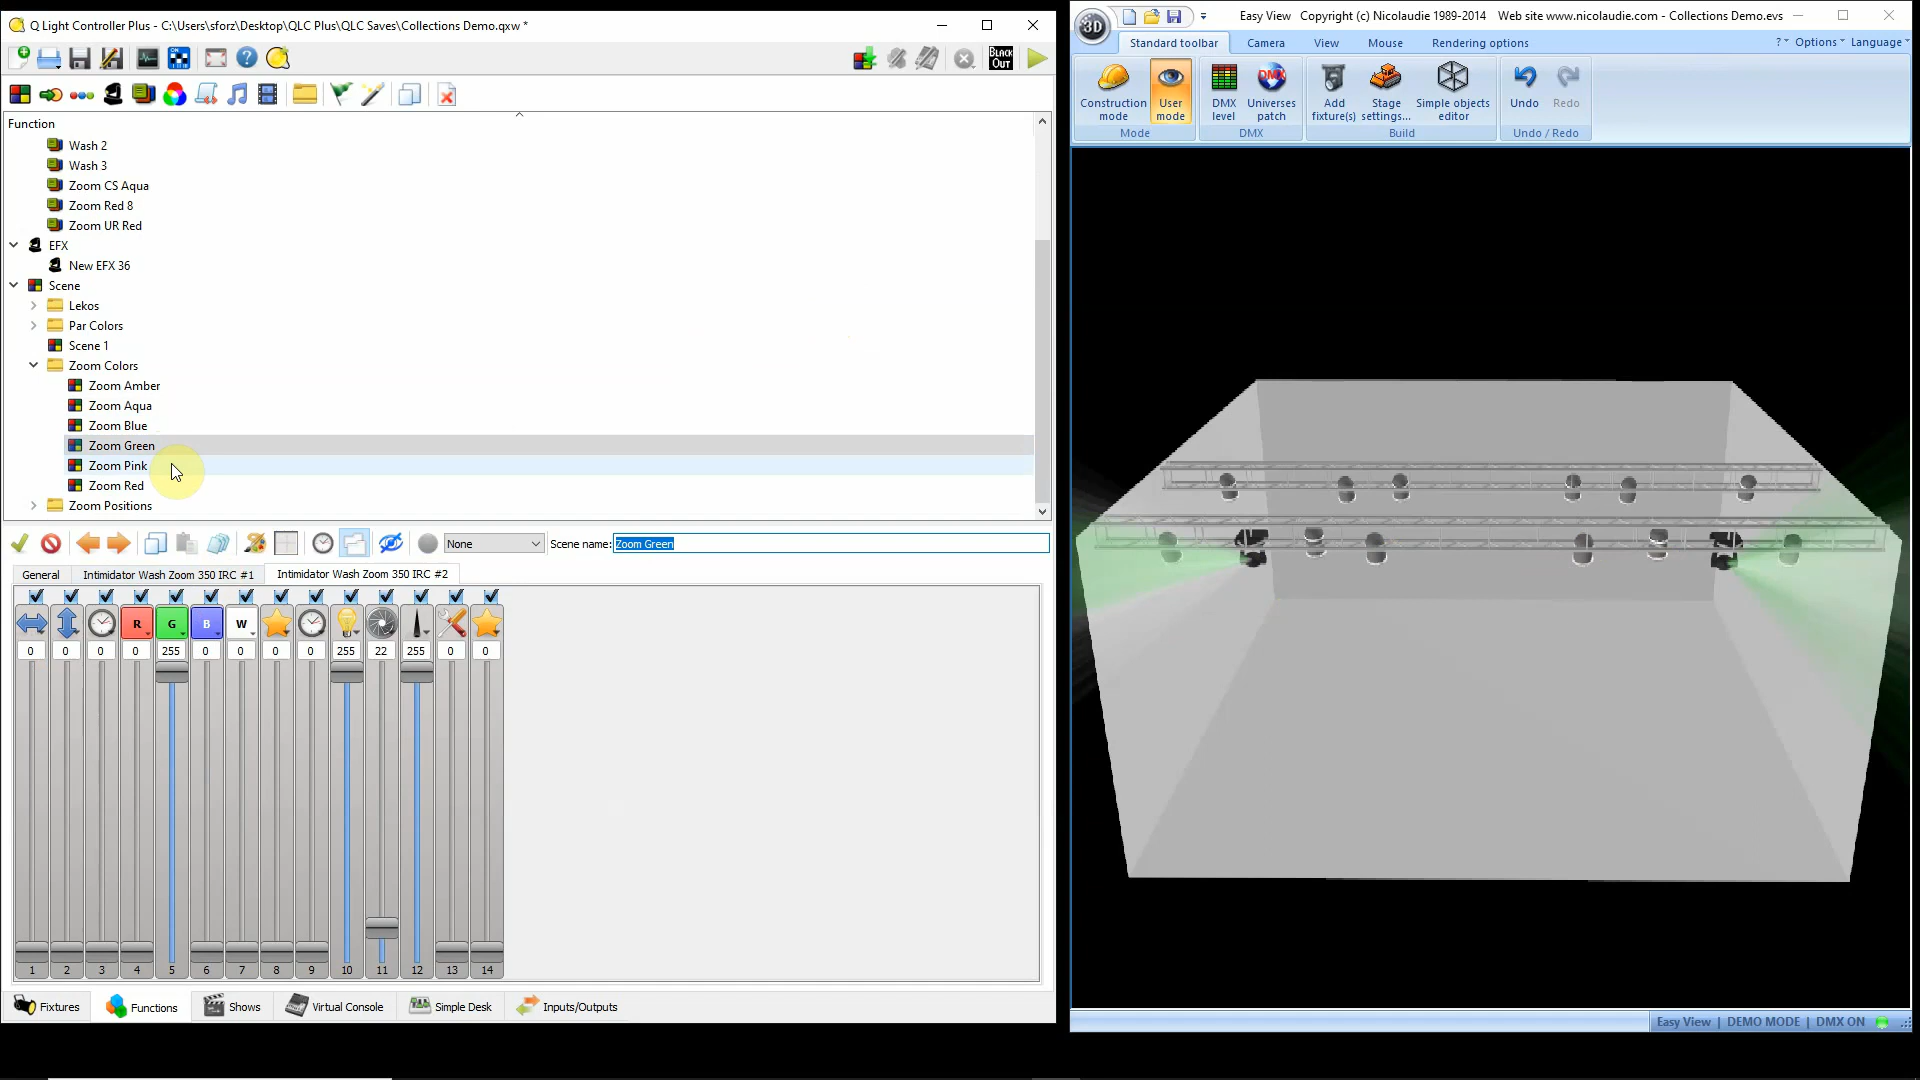 Q Light Controller Plus - C:\Users\sforz\Desktop\QLC Plus\QLC Saves\Collections Demo.qxw *
BLACK
OUT
Function
Wash 2
Wash 3
Zoom CS Aqua
Zoom Red 8
Zoom UR Red
EFX
New EFX 36
Scene
Lekos
Par Colors
Scene 1
Zoom Colors
Zoom Amber
Zoom Aqua
Zoom Blue
Zoom Green
Zoom Pink
Zoom Red
Zoom Positions
None
Scene name: Zoom Green
General
Intimidator Wash Zoom 350 IRC #1
Intimidator Wash Zoom 350 IRC #2
R G B W
0 0 0 0 255 0 0 0 0 255 22 255 0 0
1 2 3 4 5 6 7 8 9 10 11 12 13 14
Fixtures
Functions
Shows
Virtual Console
Simple Desk
Inputs/Outputs
3D
Easy View Copyright (c) Nicolaudie 1989-2014 Web site www.nicolaudie.com - Collections Demo.evs
Standard toolbar
Camera
View
Mouse
Rendering options
? Options Language
Construction mode
User mode
DMX level
Universes patch
Add fixture(s)
Stage settings...
Simple objects editor
Undo
Redo
Mode
DMX
Build
Undo / Redo
Easy View | DEMO MODE | DMX ON